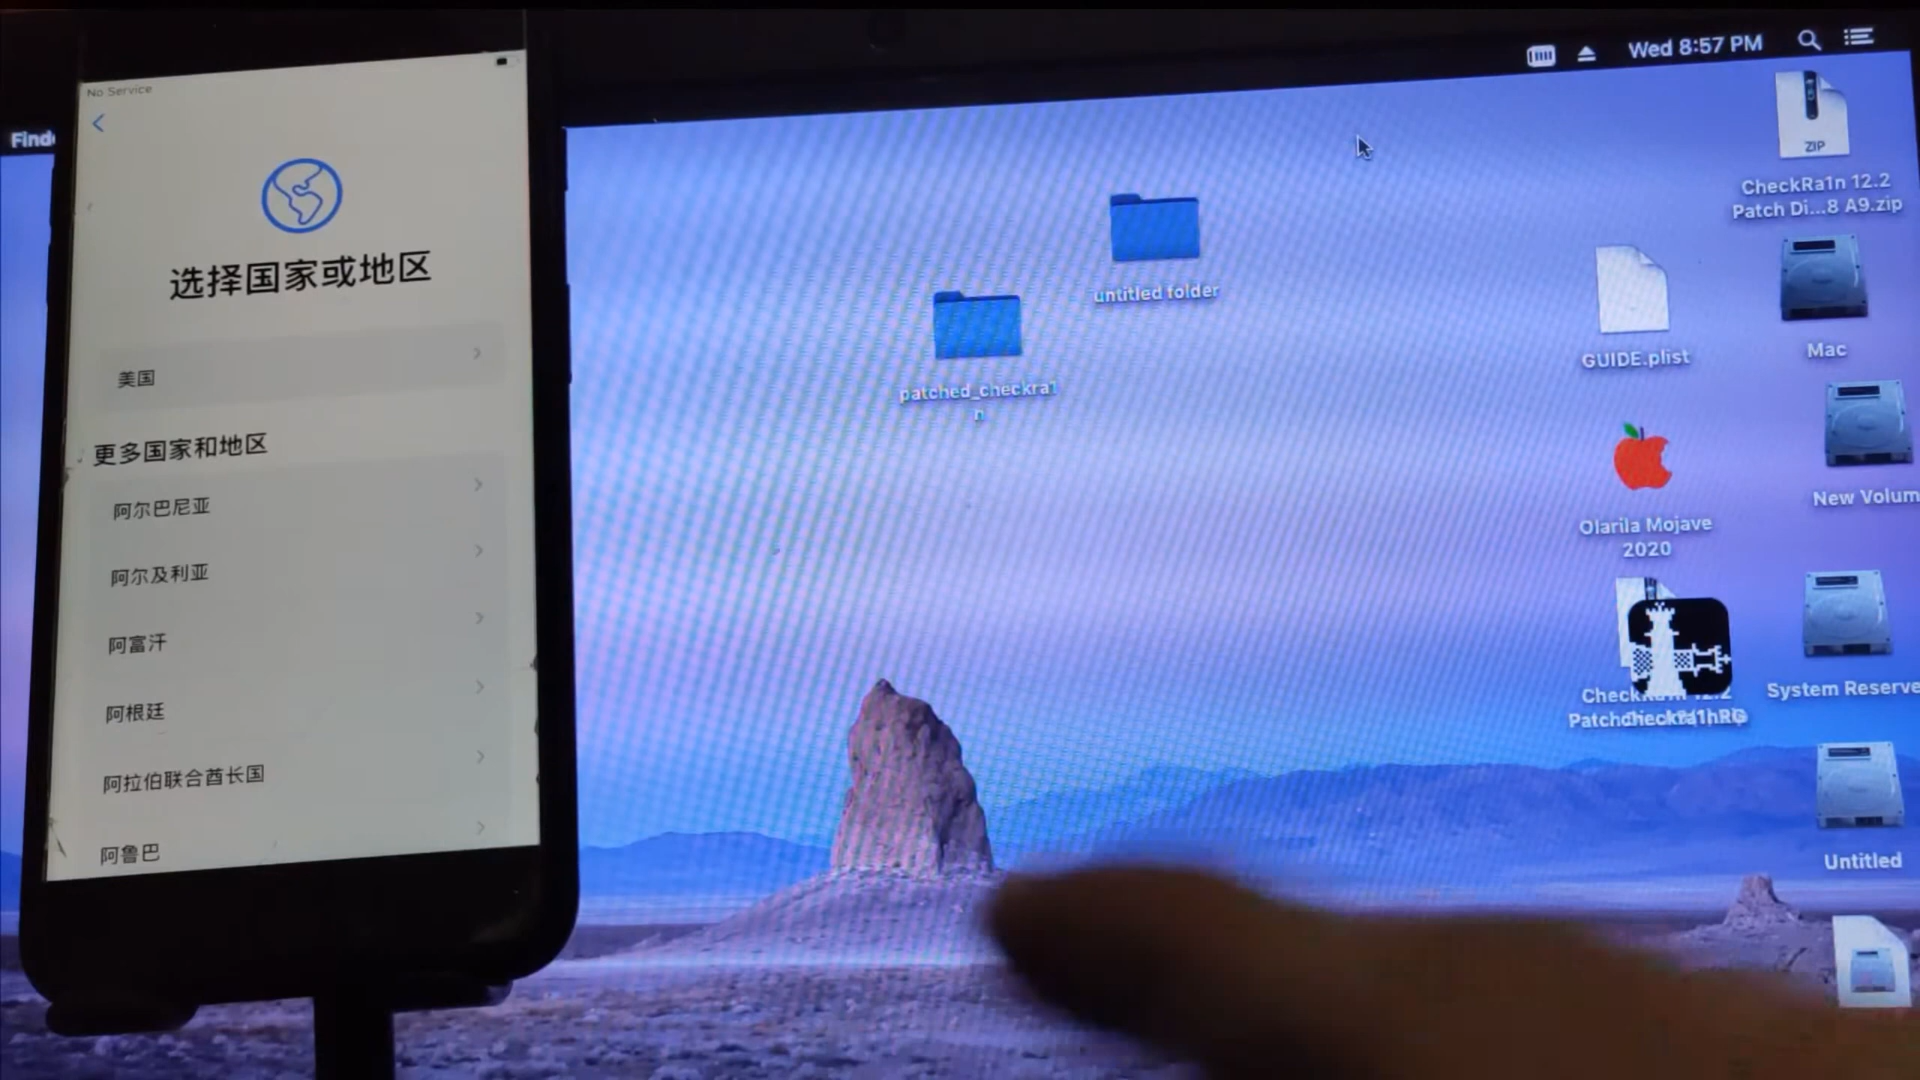 No Service
选择国家或地区
美国
更多国家和地区
阿尔巴尼亚
阿尔及利亚
阿富汗
阿根廷
阿拉伯联合酋长国
阿鲁巴
Wed 8:57 PM
ZIP
CheckRa1n 12.2
Patch Di...8 A9.zip
untitled folder
patched_checkra1
n
GUIDE.plist
Mac
New Volum
Olarila Mojave
2020
System Reserve
Untitled